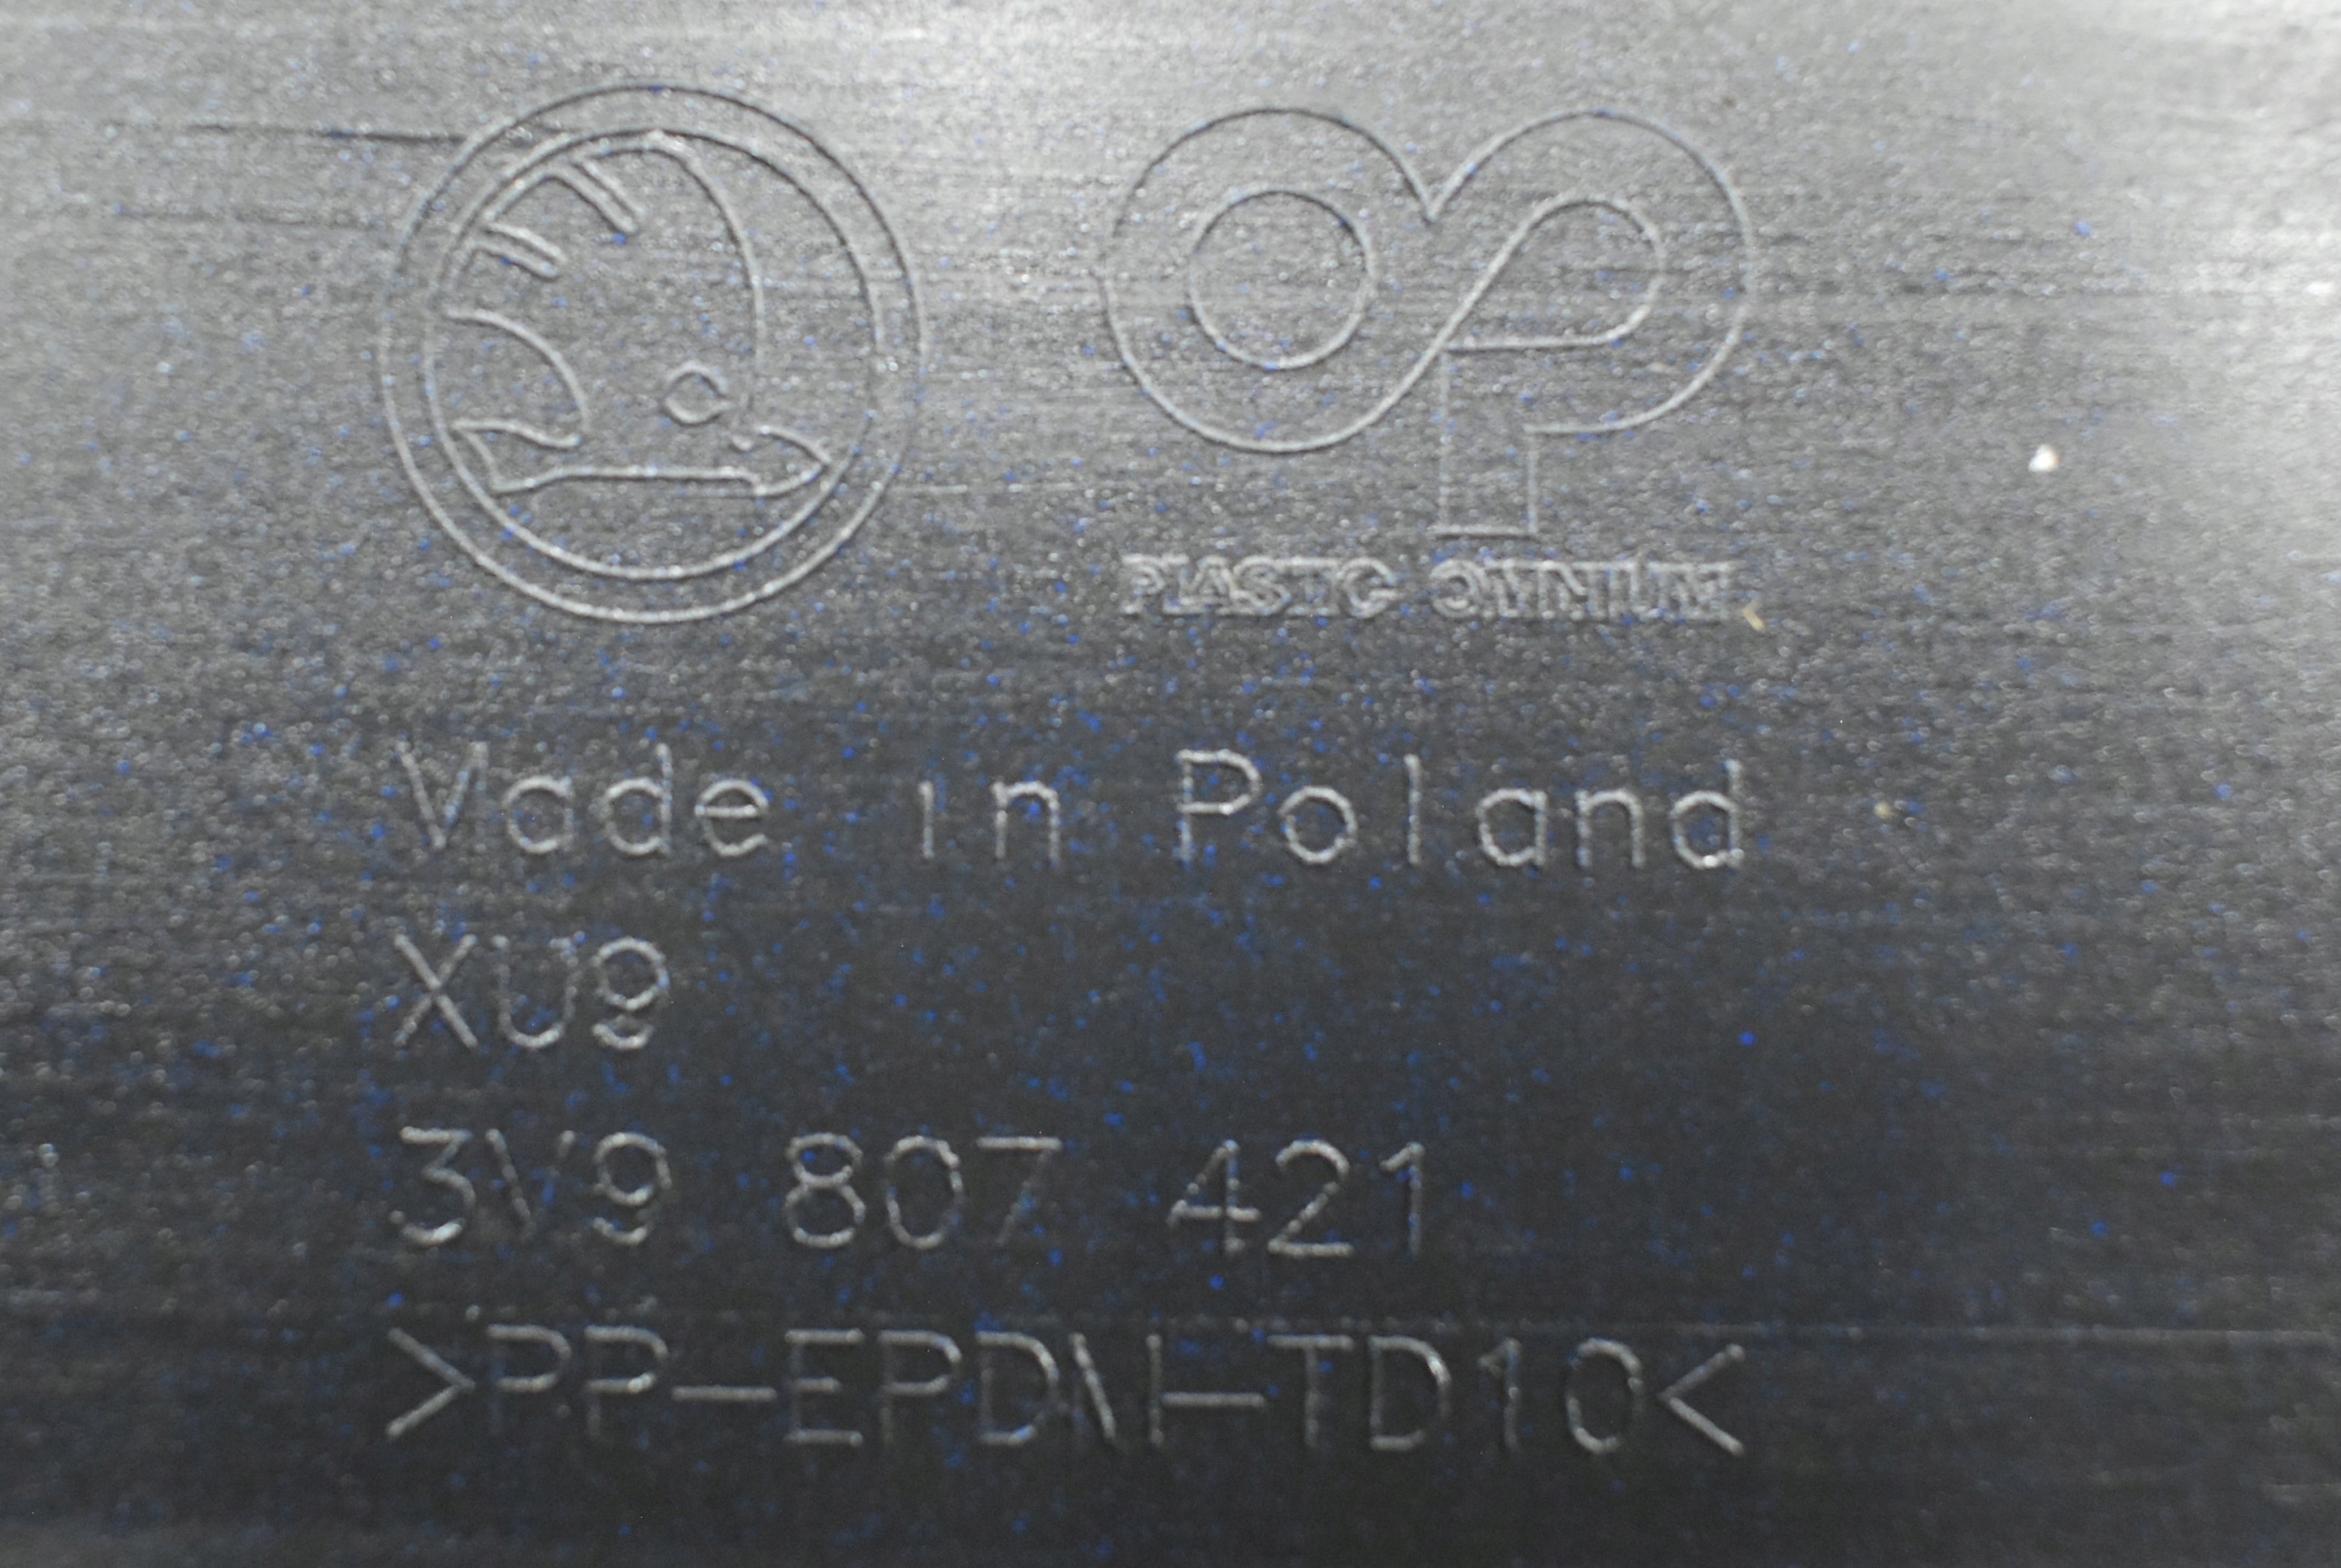 PLASTIC OMNIUM
Made in Poland
XU9
3V9 807 421
>PP-EPDM-TD10<